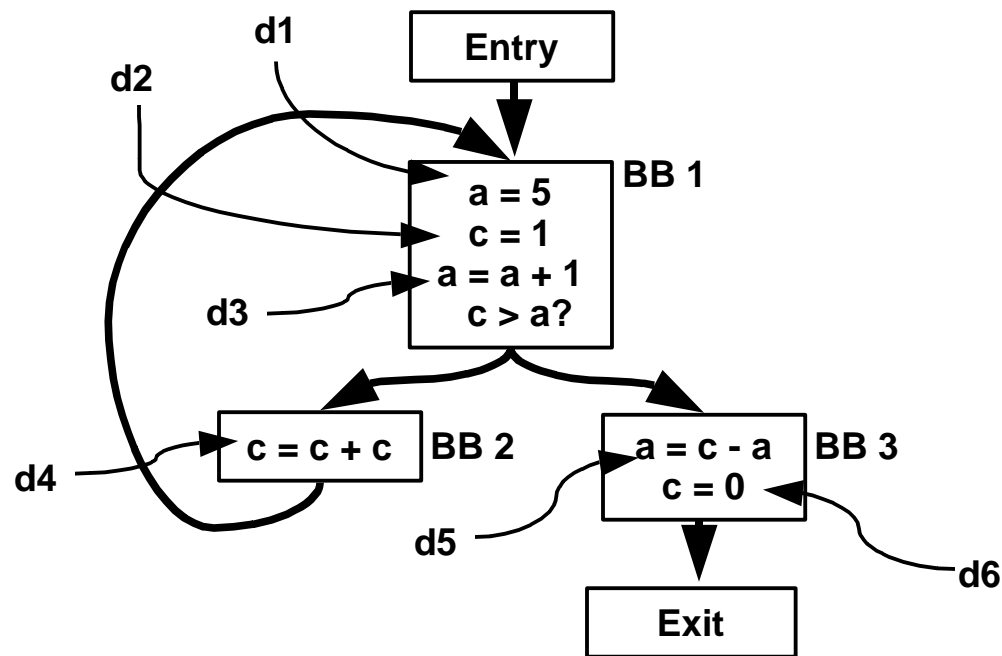 d1
Entry
d2
BB 1
a = 5
c = 1
a = a + 1
c > a?
d3
c = c + c
BB 2
d4
a = c - a
c = 0
BB 3
d5
d6
Exit